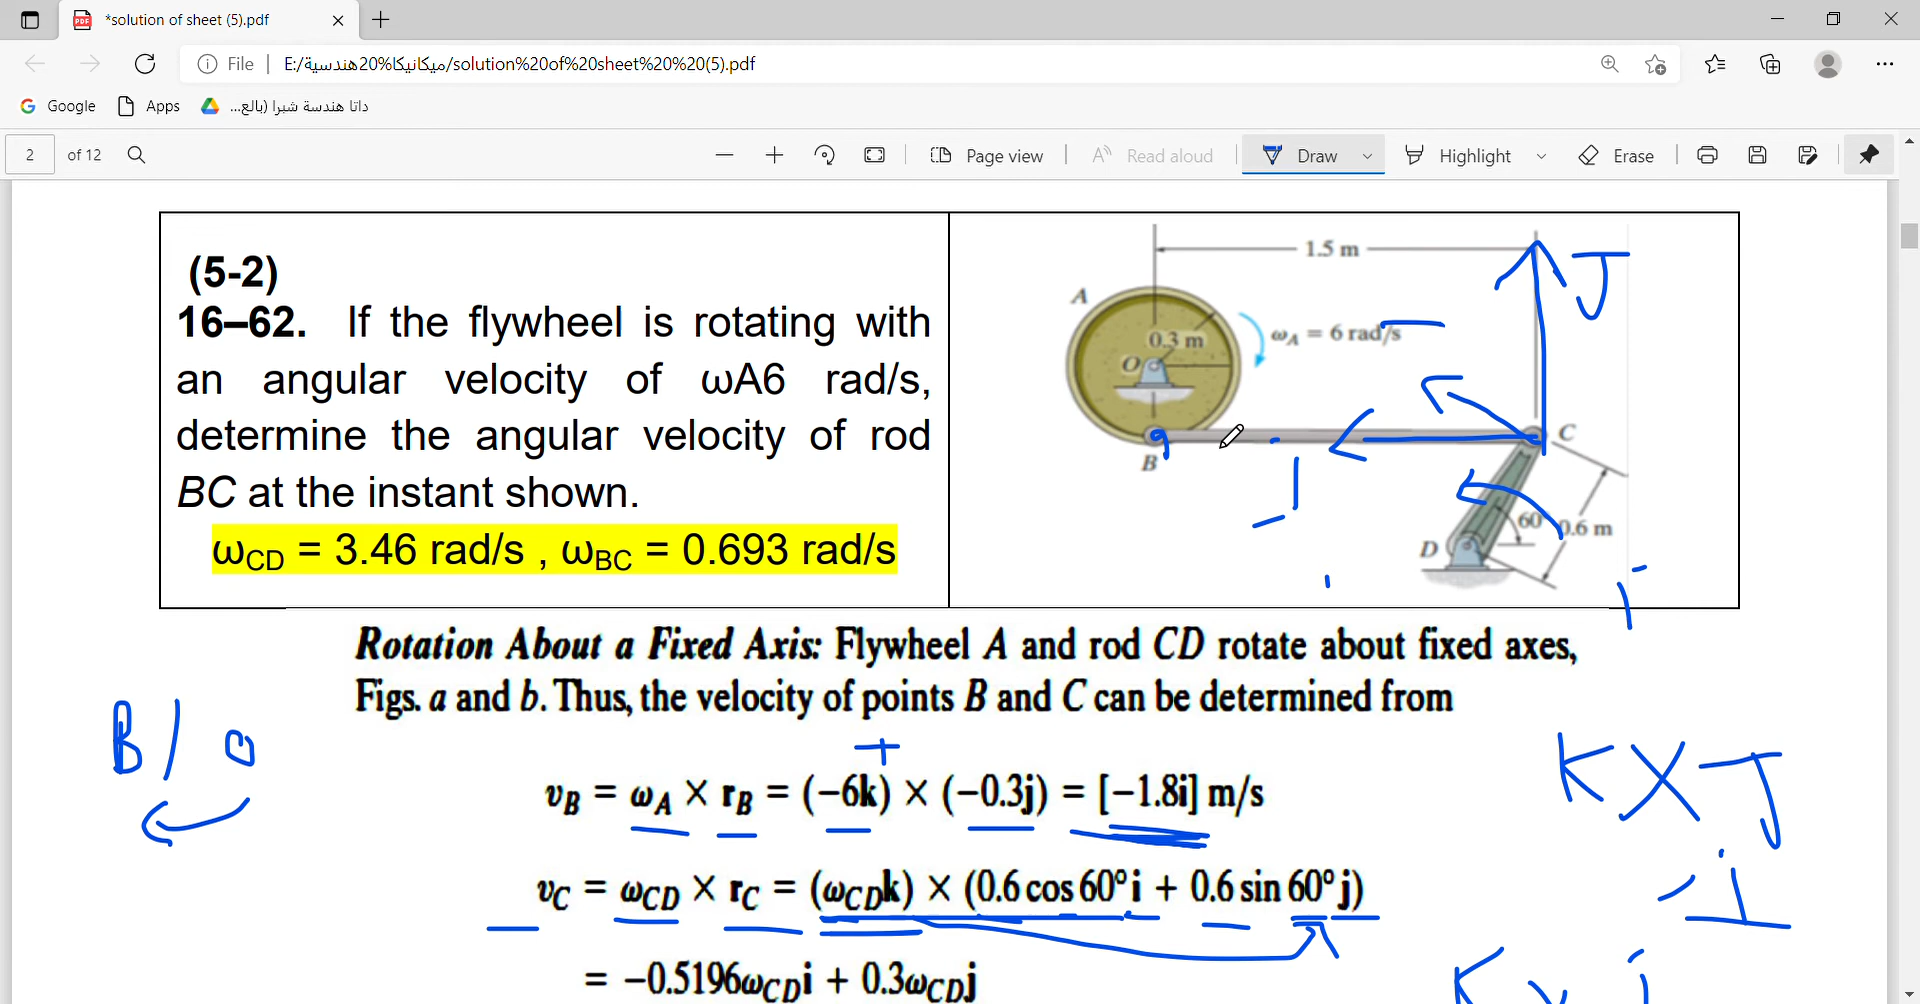 *solution of sheet (5).pdf
File | E:/ميكانيكا%20هندسية/solution%20of%20sheet%20%20(5).pdf
Google Apps داتا هندسة شبرا (بالع...
2 of 12 Page view Read aloud Draw Highlight Erase
(5-2)
16–62. If the flywheel is rotating with
an angular velocity of ωA6 rad/s,
determine the angular velocity of rod
BC at the instant shown.
ωCD = 3.46 rad/s , ωBC = 0.693 rad/s
1.5 m
J
A
0.3 m
ωA = 6 rad/s
O
C
B
60°
0.6 m
D
-i
i
Rotation About a Fixed Axis: Flywheel A and rod CD rotate about fixed axes,
Figs. a and b. Thus, the velocity of points B and C can be determined from
B/o
+
vB = ωA × rB = (−6k) × (−0.3j) = [−1.8i] m/s
K X J
-i
vC = ωCD × rC = (ωCDk) × (0.6 cos 60° i + 0.6 sin 60° j)
= −0.5196ωCDi + 0.3ωCDj
K x i